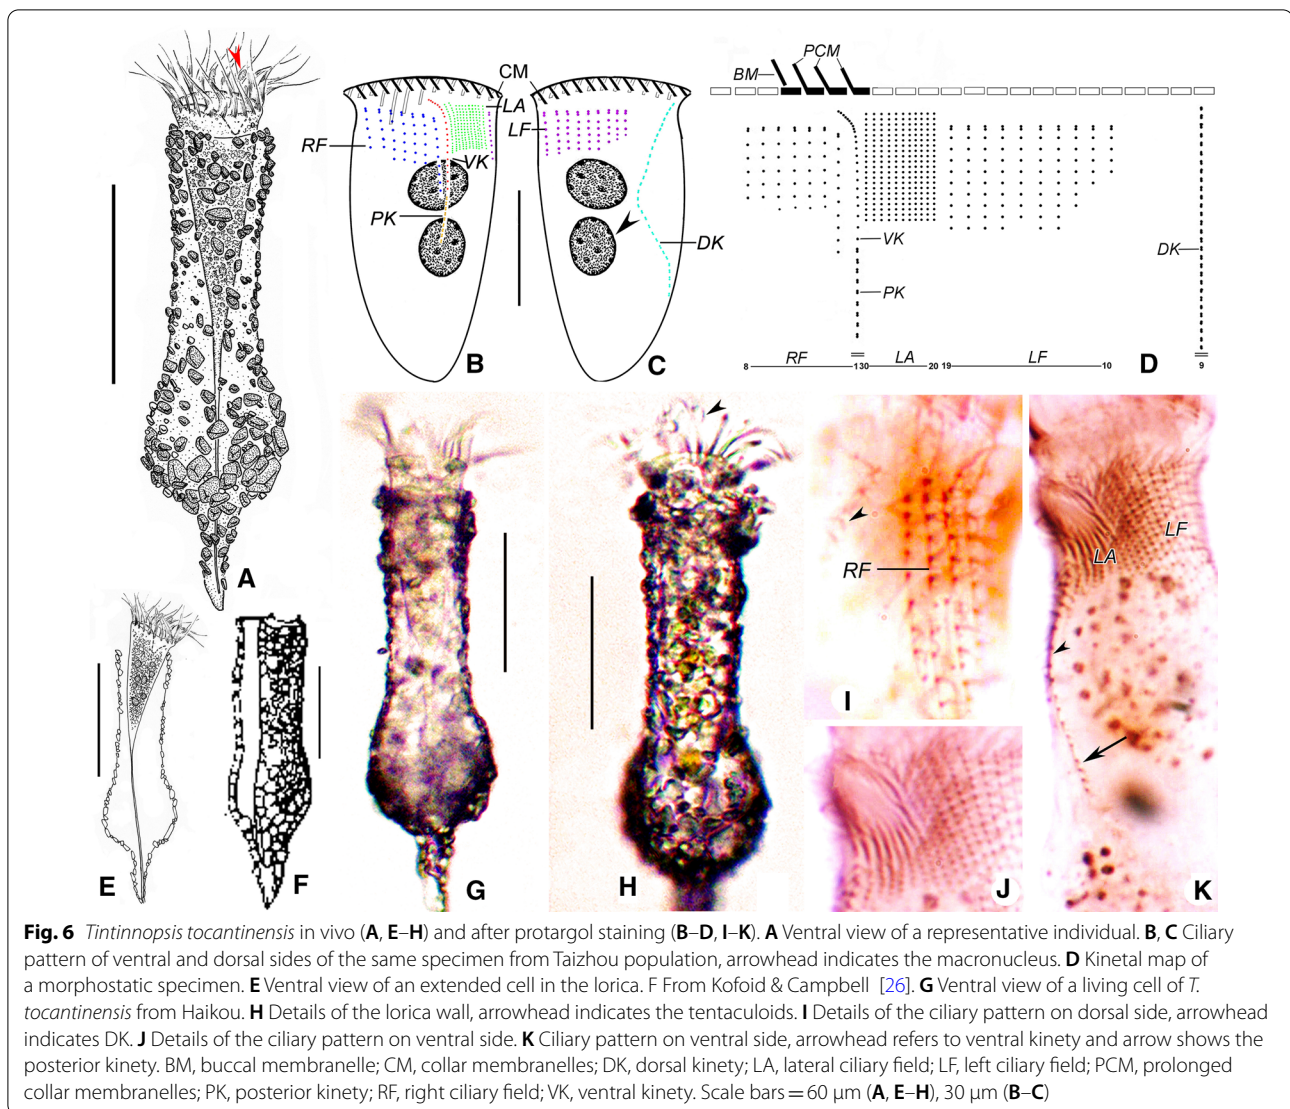 BM
PCM
CM
LA
RF
LF
VK
PK
DK
VK
DK
PK
A
B
C
8 RF 1 30 LA 20 19 LF 10 D 9
RF
LA
LF
E
F
G
H
I
J
K
Fig. 6 Tintinnopsis tocantinensis in vivo (A, E–H) and after protargol staining (B–D, I–K). A Ventral view of a representative individual. B, C Ciliary
pattern of ventral and dorsal sides of the same specimen from Taizhou population, arrowhead indicates the macronucleus. D Kinetal map of
a morphostatic specimen. E Ventral view of an extended cell in the lorica. F From Kofoid & Campbell [26]. G Ventral view of a living cell of T.
tocantinensis from Haikou. H Details of the lorica wall, arrowhead indicates the tentaculoids. I Details of the ciliary pattern on dorsal side, arrowhead
indicates DK. J Details of the ciliary pattern on ventral side. K Ciliary pattern on ventral side, arrowhead refers to ventral kinety and arrow shows the
posterior kinety. BM, buccal membranelle; CM, collar membranelles; DK, dorsal kinety; LA, lateral ciliary field; LF, left ciliary field; PCM, prolonged
collar membranelles; PK, posterior kinety; RF, right ciliary field; VK, ventral kinety. Scale bars = 60 µm (A, E–H), 30 µm (B–C)